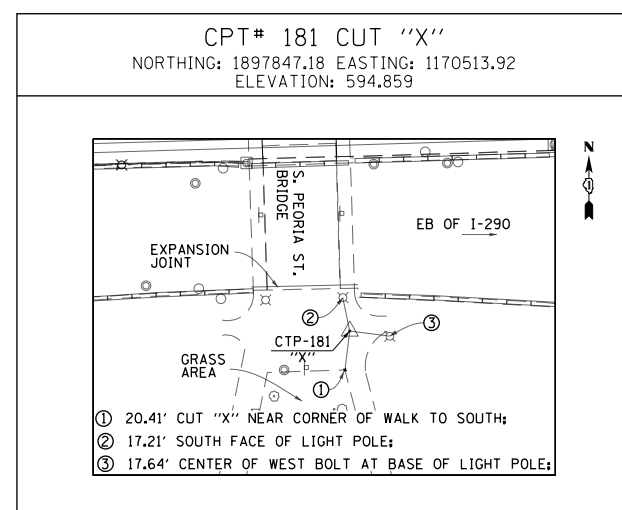 CPT# 181 CUT "X"
NORTHING: 1897847.18 EASTING: 1170513.92
ELEVATION: 594.859
N
S. PEORIA ST.
BRIDGE
EB OF I-290
EXPANSION
JOINT
2
CTP-181
"X"
3
GRASS
AREA
1
1 20.41' CUT "X" NEAR CORNER OF WALK TO SOUTH;
2 17.21' SOUTH FACE OF LIGHT POLE;
3 17.64' CENTER OF WEST BOLT AT BASE OF LIGHT POLE;